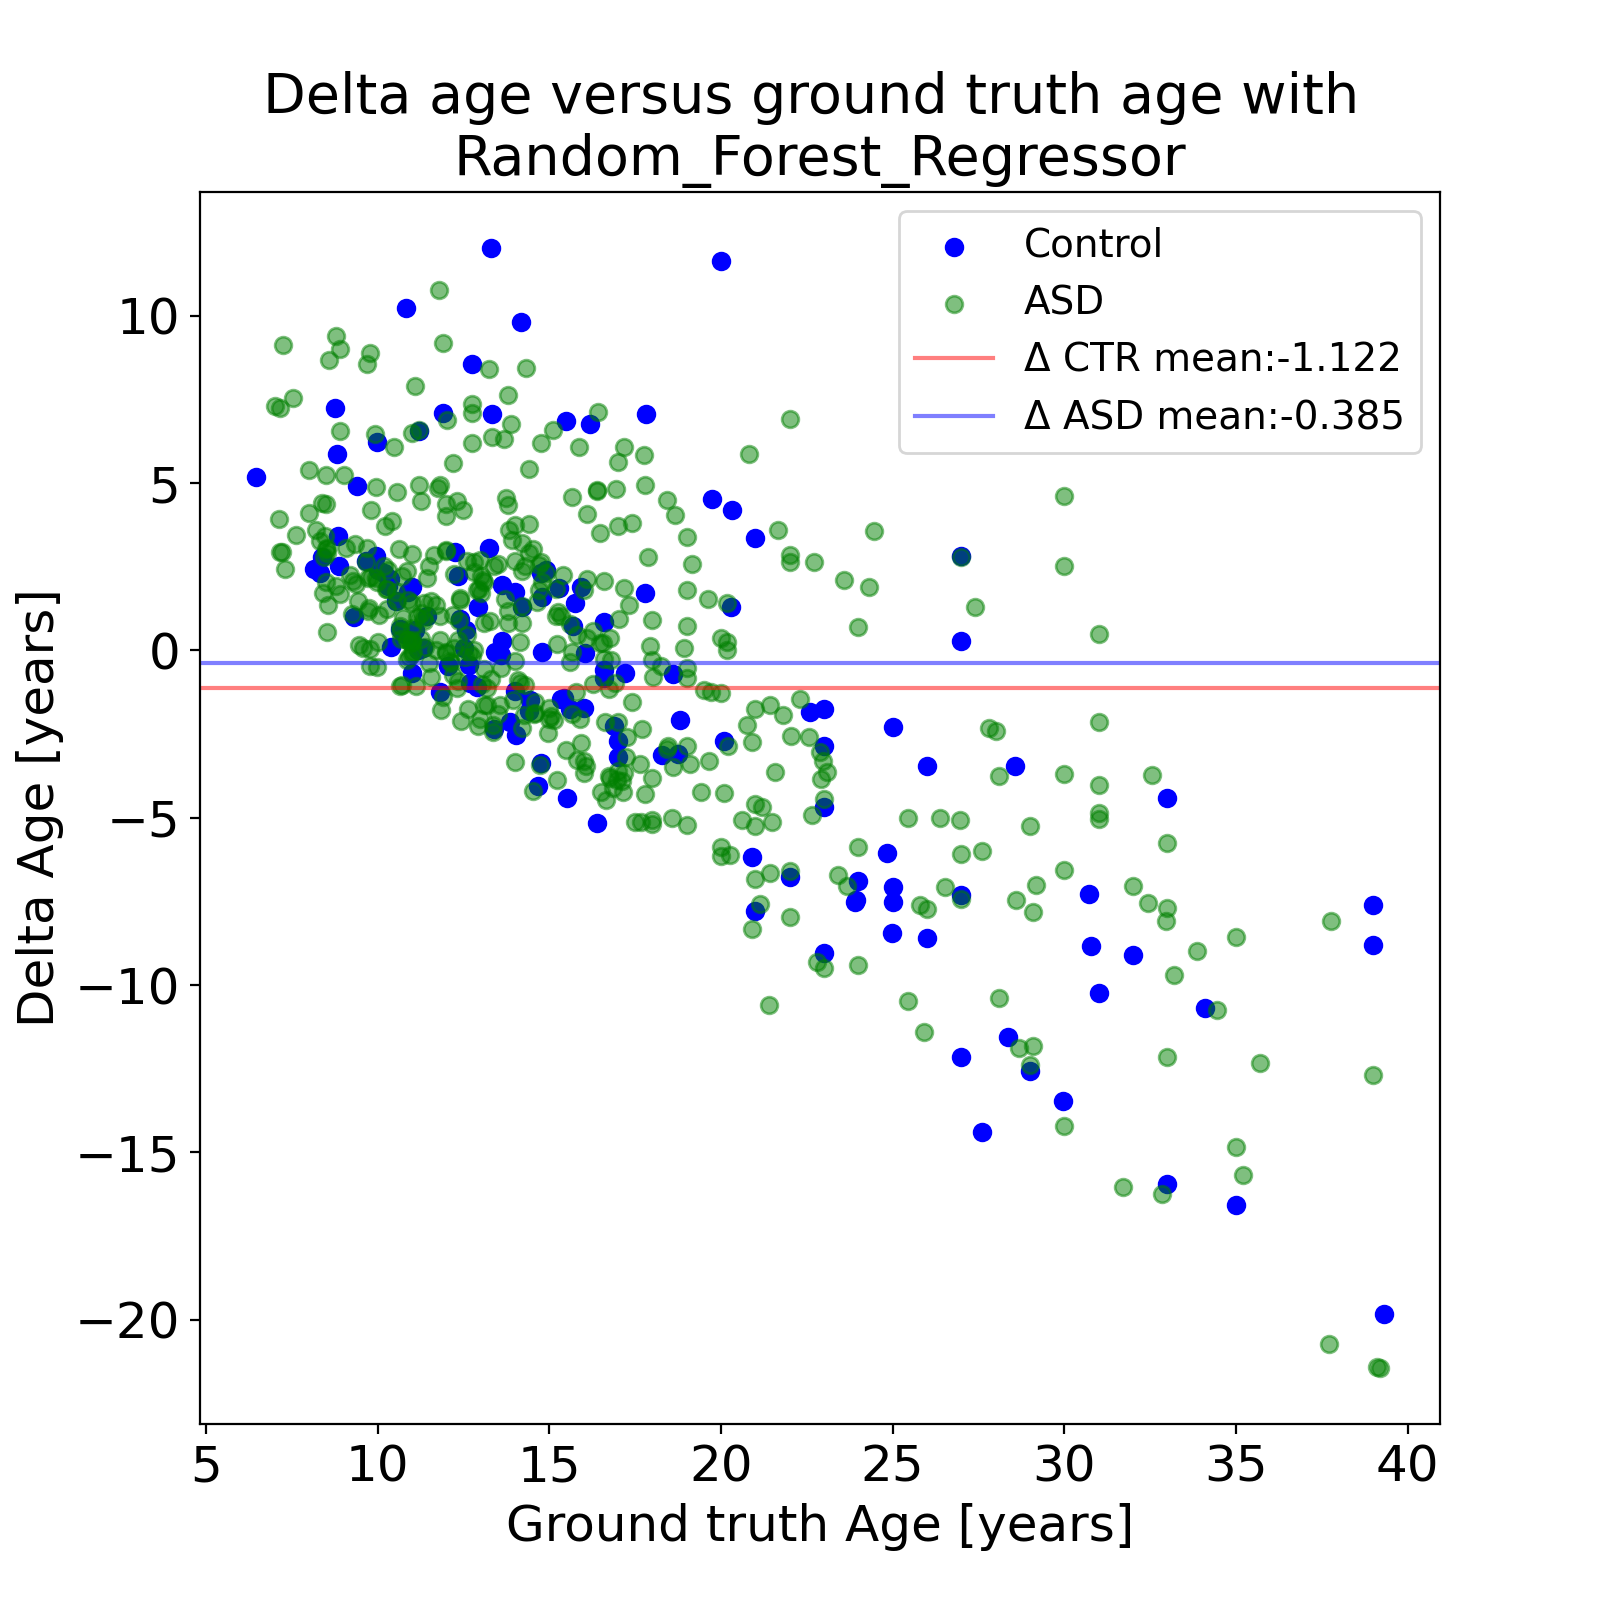 Delta age versus ground truth age with
Random_Forest_Regressor
Control
ASD
Δ CTR mean:-1.122
Δ ASD mean:-0.385
10
5
0
−5
−10
−15
−20
Delta Age [years]
5 10 15 20 25 30 35 40
Ground truth Age [years]